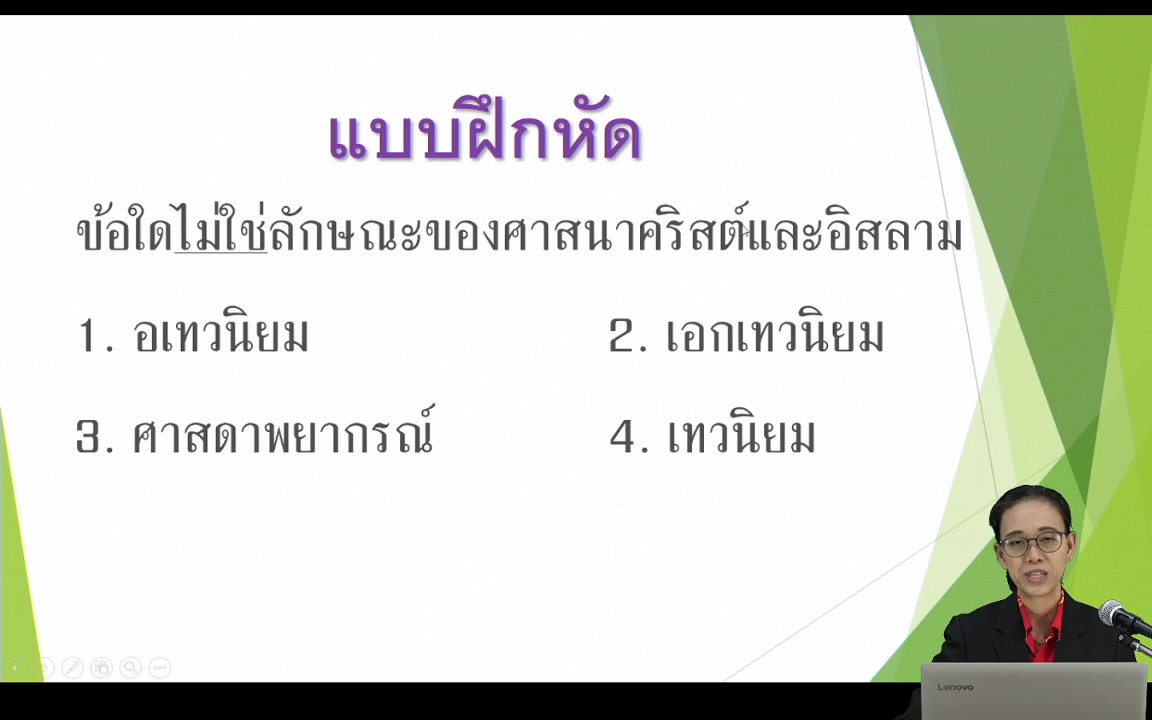 แบบฝึกหัด
ข้อใดไม่ใช่ลักษณะของศาสนาคริสต์และอิสลาม
1. อเทวนิยม
2. เอกเทวนิยม
3. ศาสดาพยากรณ์
4. เทวนิยม
Lenovo